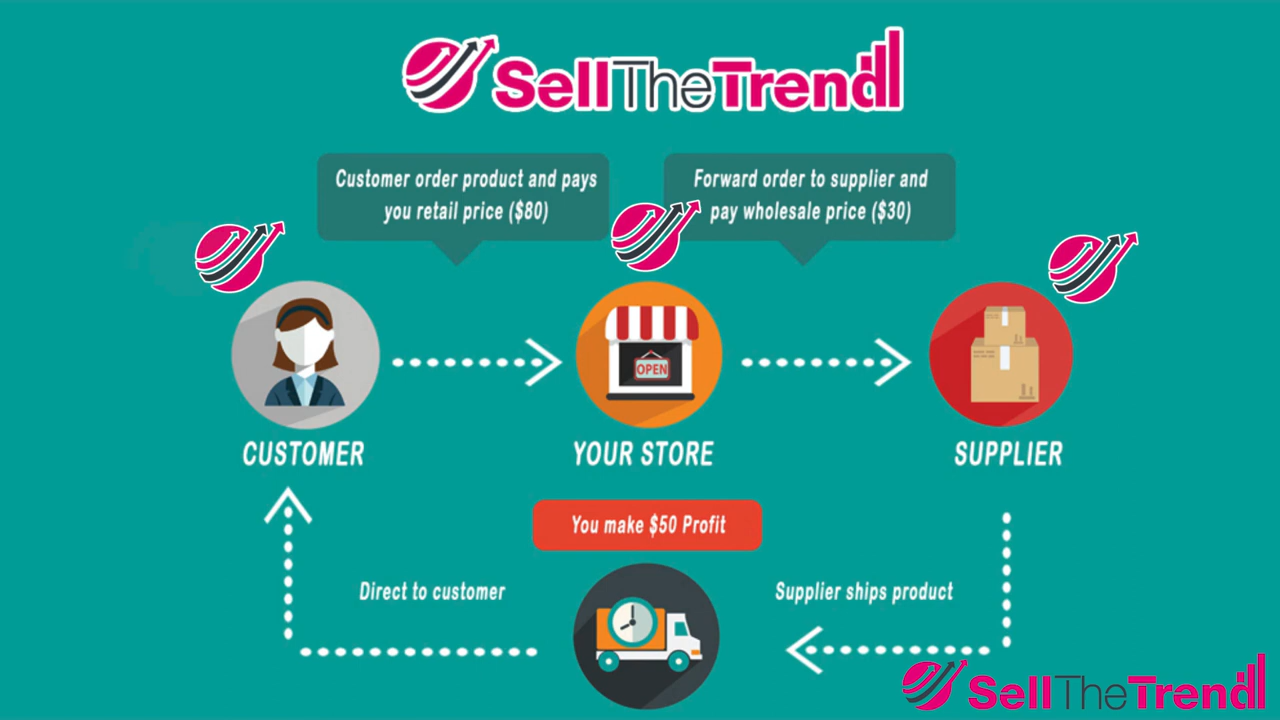 SellTheTrend
Customer order product and pays
you retail price ($80)
Forward order to supplier and
pay wholesale price ($30)
OPEN
CUSTOMER
YOUR STORE
SUPPLIER
You make $50 Profit
Direct to customer
Supplier ships product
SellTheTrend